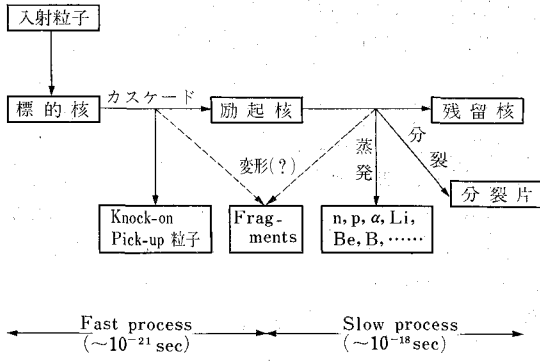 入射粒子
標的核
カスケード
励起核
残留核
変形(?)
蒸発
分裂
分裂片
Knock-on
Pick-up 粒子
Frag-
ments
n, p, α, Li,
Be, B, ……
Fast process
(~10⁻²¹ sec)
Slow process
(~10⁻¹⁸ sec)